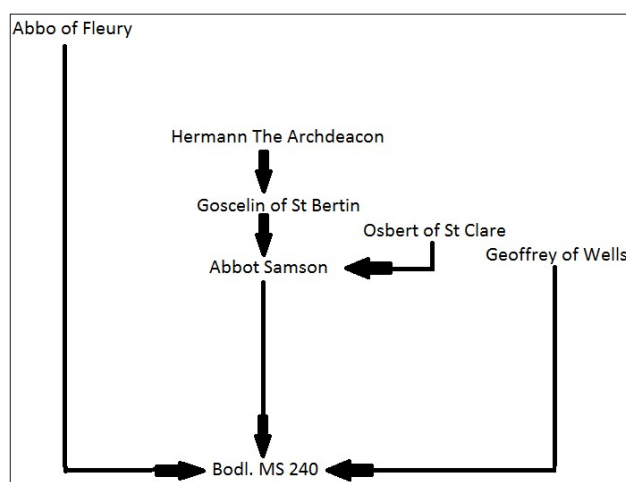 Abbo of Fleury
Hermann The Archdeacon
Goscelin of St Bertin
Osbert of St Clare
Geoffrey of Wells
Abbot Samson
Bodl. MS 240